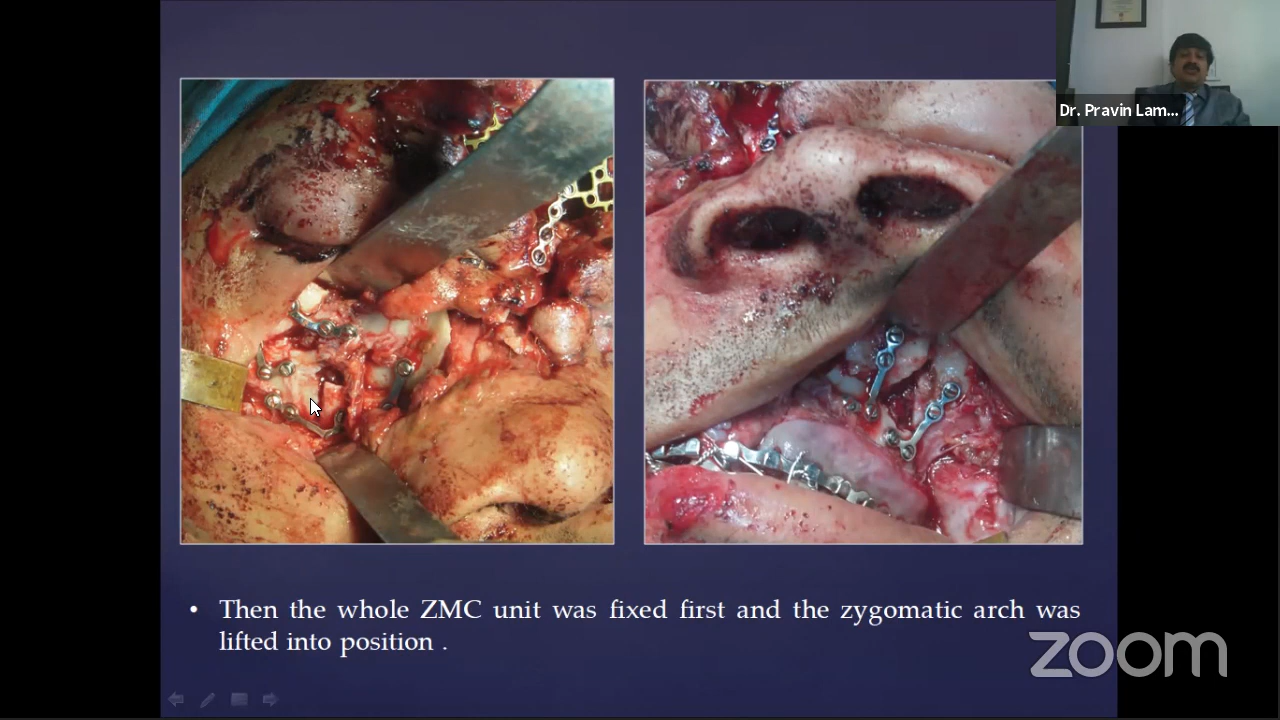 Dr. Pravin Lam...
• Then the whole ZMC unit was fixed first and the zygomatic arch was
lifted into position .
zoom